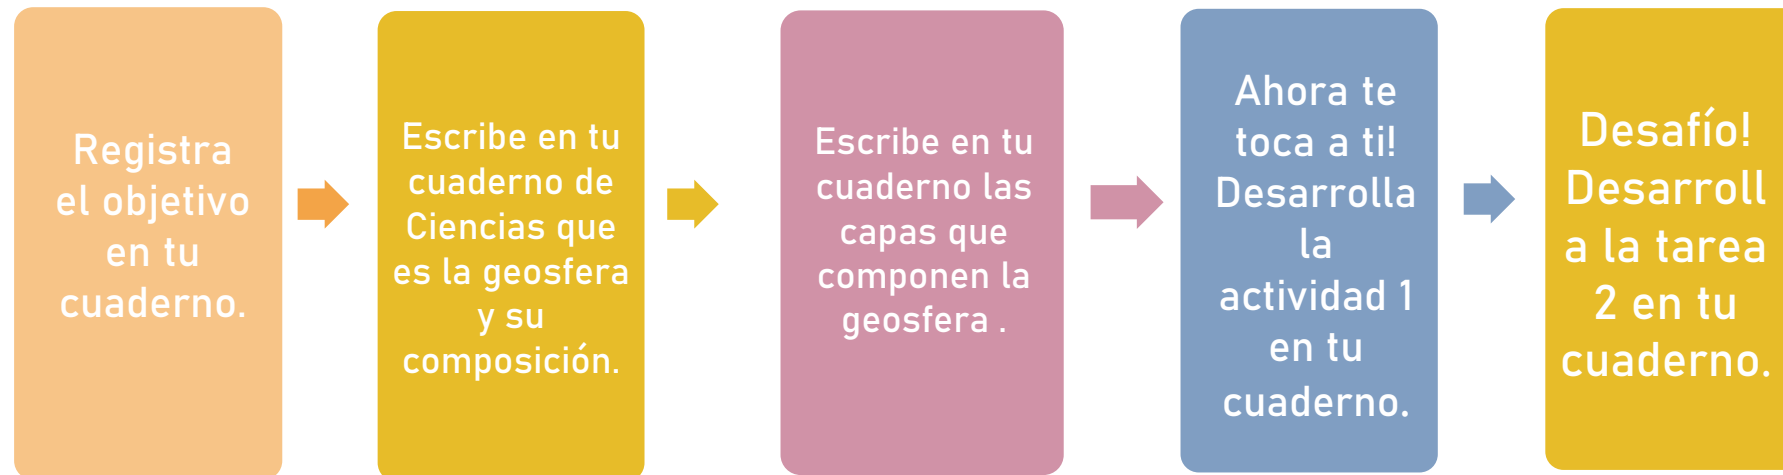 Registra
el objetivo
en tu
cuaderno.
Escribe en tu
cuaderno de
Ciencias que
es la geosfera
y su
composición.
Escribe en tu
cuaderno las
capas que
componen la
geosfera .
Ahora te
toca a ti!
Desarrolla
la
actividad 1
en tu
cuaderno.
Desafío!
Desarroll
a la tarea
2 en tu
cuaderno.